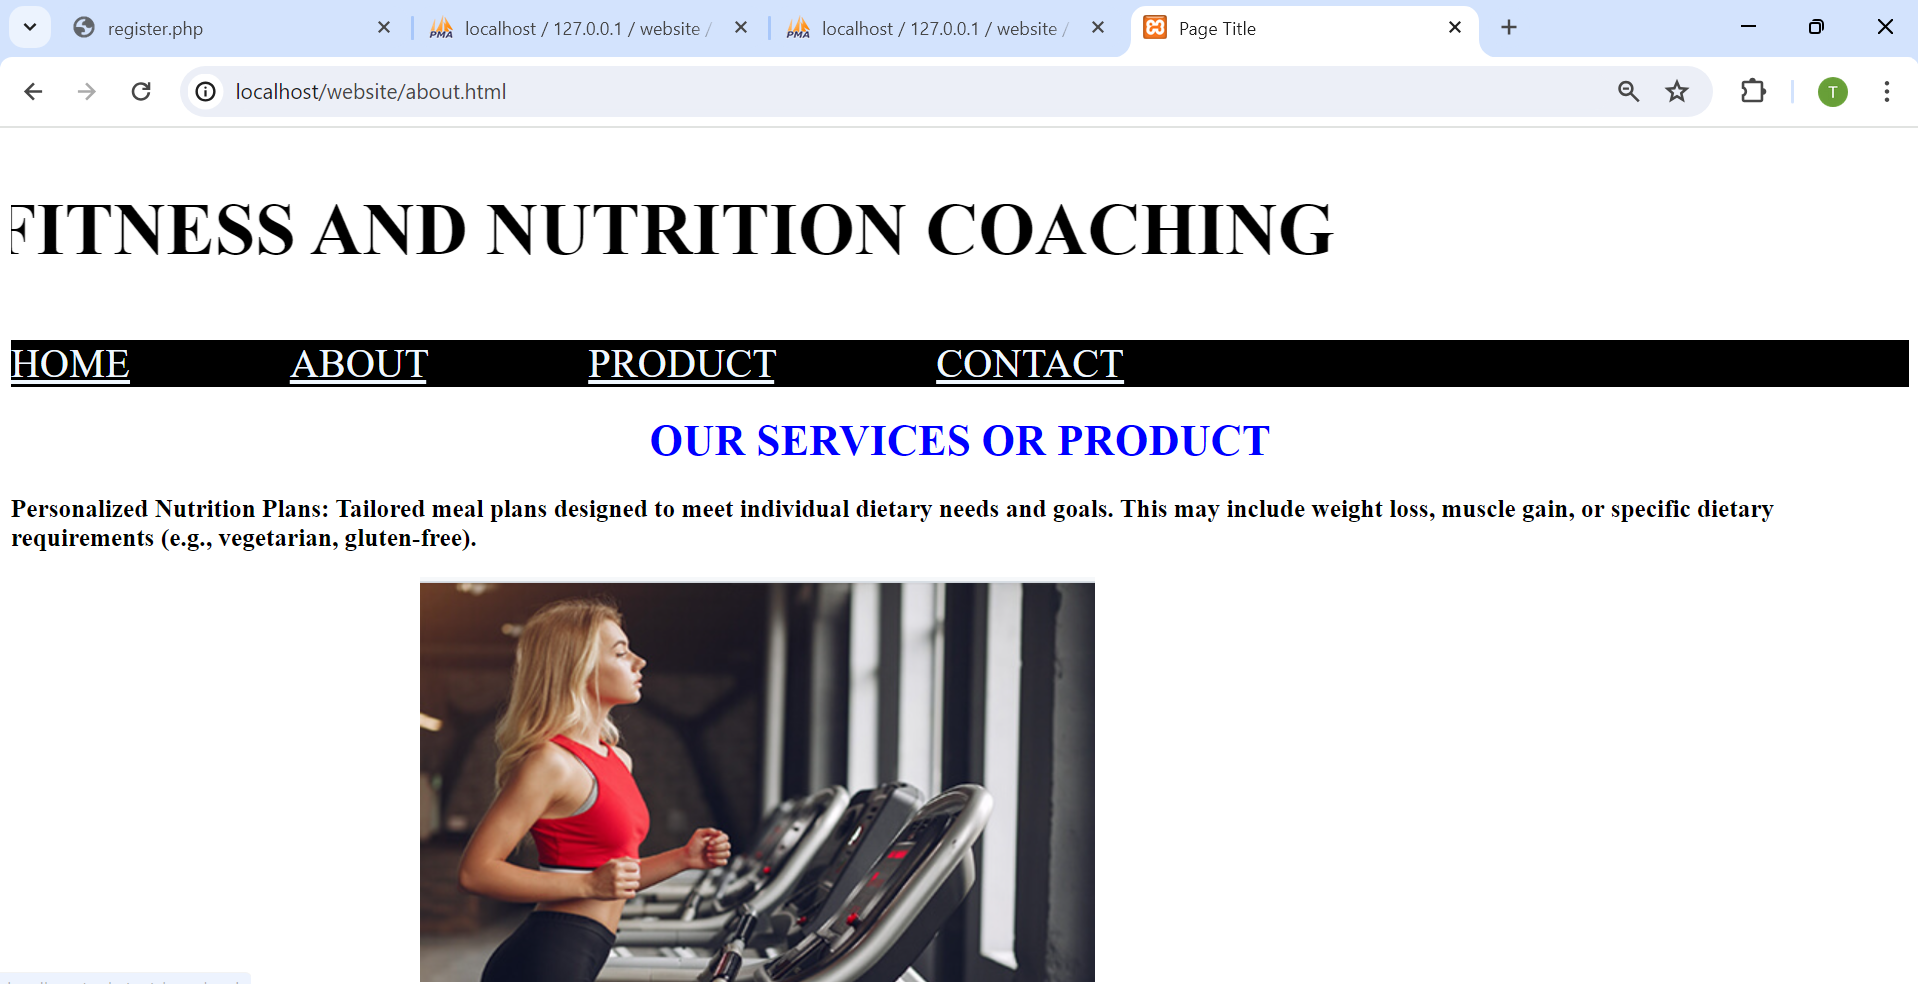 register.php
PMA localhost / 127.0.0.1 / website /
PMA localhost / 127.0.0.1 / website /
Page Title
localhost/website/about.html
T
FITNESS AND NUTRITION COACHING
HOME ABOUT PRODUCT CONTACT
OUR SERVICES OR PRODUCT
Personalized Nutrition Plans: Tailored meal plans designed to meet individual dietary needs and goals. This may include weight loss, muscle gain, or specific dietary
requirements (e.g., vegetarian, gluten-free).